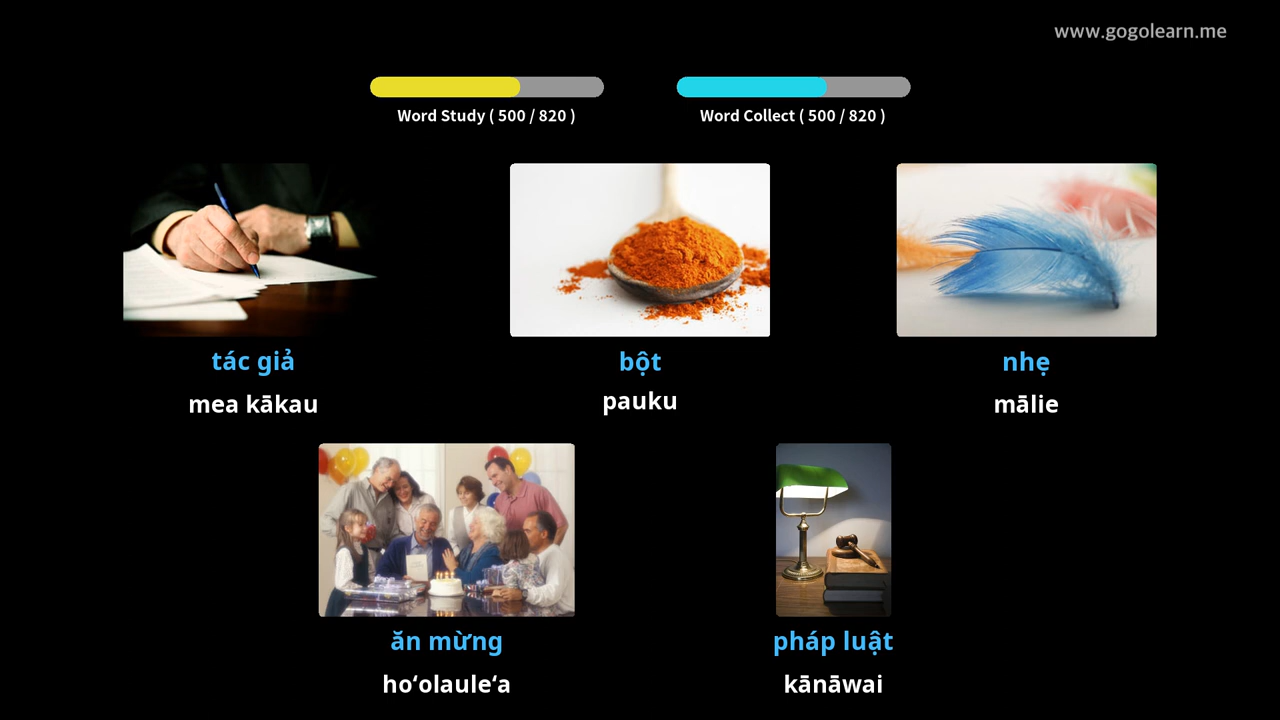 www.gogolearn.me
Word Study ( 500 / 820 )
Word Collect ( 500 / 820 )
tác giả
mea kākau
bột
pauku
nhẹ
mālie
ăn mừng
hoʻolauleʻa
pháp luật
kānāwai